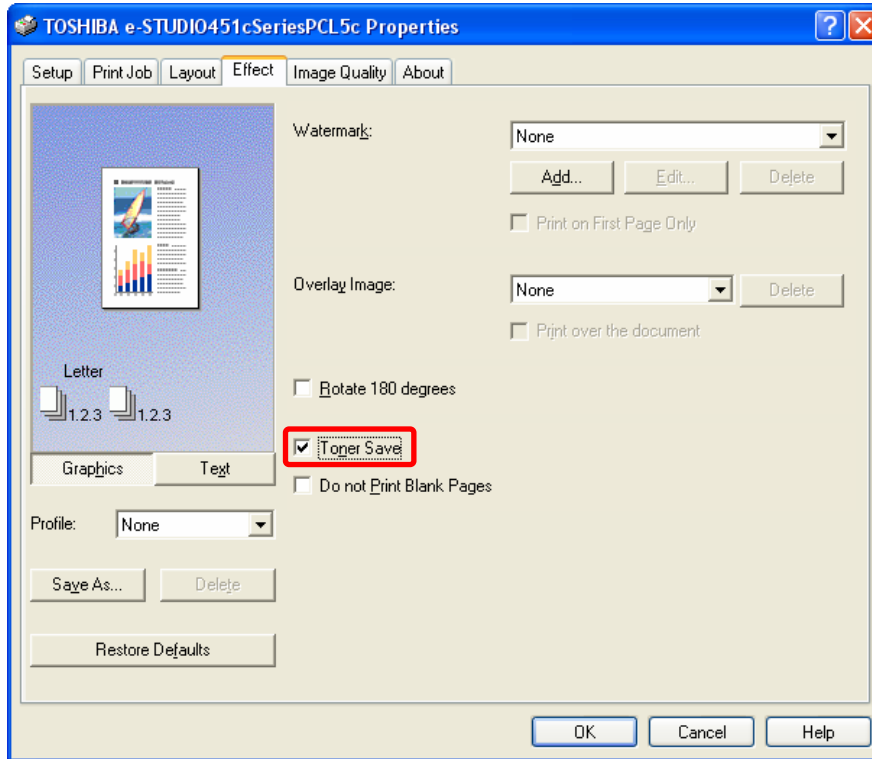 TOSHIBA e-STUDIO451cSeriesPCL5c Properties
Setup Print Job Layout Effect Image Quality About
Watermark: None
Add... Edit... Delete
Print on First Page Only
Overlay Image: None Delete
Print over the document
Letter
1.2.3 1.2.3
Rotate 180 degrees
Toner Save
Graphics Text
Do not Print Blank Pages
Profile: None
Save As... Delete
Restore Defaults
OK Cancel Help